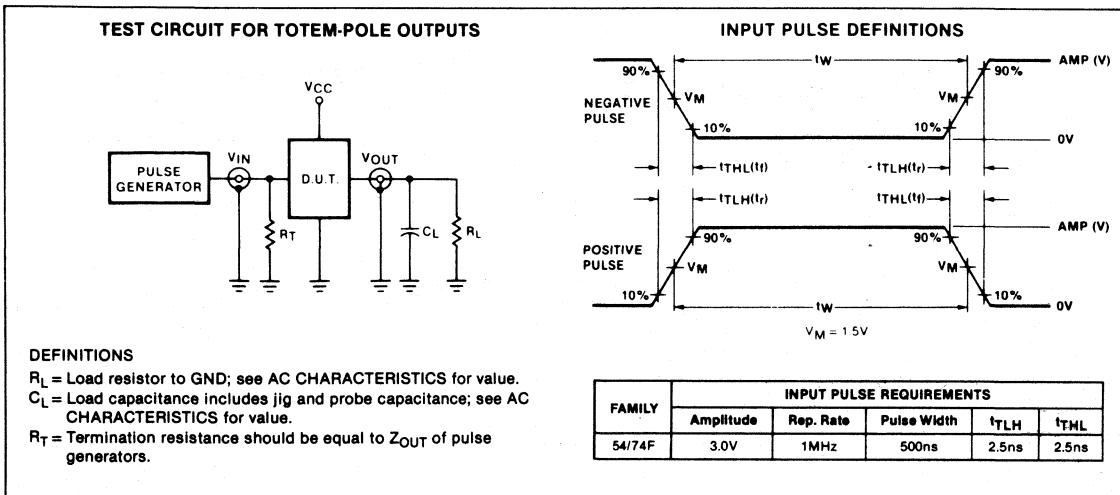 TEST CIRCUIT FOR TOTEM-POLE OUTPUTS
VCC
VIN
VOUT
PULSE
GENERATOR
D.U.T.
RT
CL
RL
DEFINITIONS
RL = Load resistor to GND; see AC CHARACTERISTICS for value.
CL = Load capacitance includes jig and probe capacitance; see AC
CHARACTERISTICS for value.
RT = Termination resistance should be equal to ZOUT of pulse
generators.
INPUT PULSE DEFINITIONS
tW
AMP (V)
90%
90%
NEGATIVE
PULSE
VM
VM
10%
10%
0V
tTHL(tf)
tTLH(tr)
tTLH(tr)
tTHL(tf)
AMP (V)
90%
90%
POSITIVE
PULSE
VM
VM
10%
10%
tW
0V
VM = 1.5V
FAMILY INPUT PULSE REQUIREMENTS
Amplitude Rep. Rate Pulse Width tTLH tTHL
54/74F 3.0V 1MHz 500ns 2.5ns 2.5ns